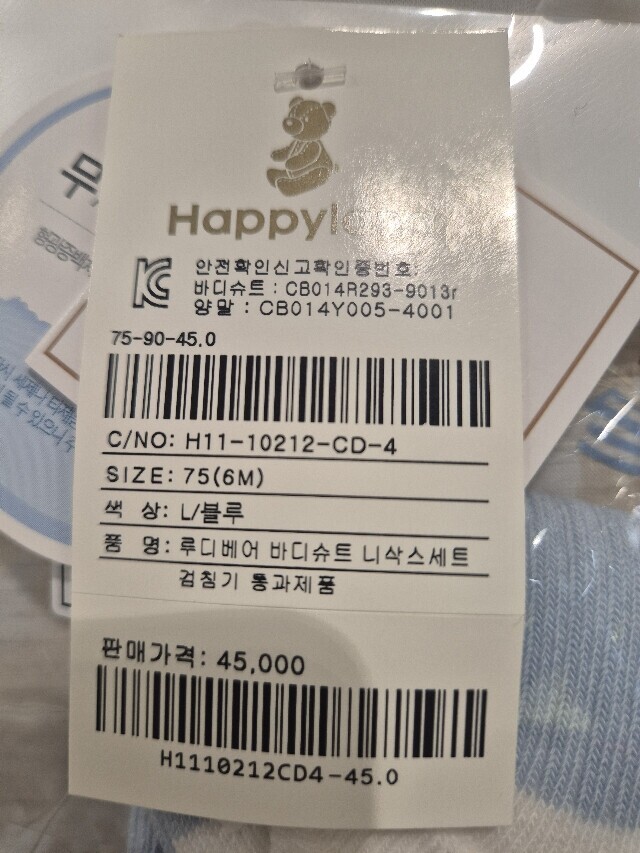 Happyl
안전확인신고확인증번호:
바디슈트 : CB014R293-9013r
양말 : CB014Y005-4001
75-90-45.0
C/NO: H11-10212-CD-4
SIZE: 75(6M)
색 상: L/블루
품 명: 루디베어 바디슈트 니삭스세트
검침기 통과제품
판매가격: 45,000
H1110212CD4-45.0